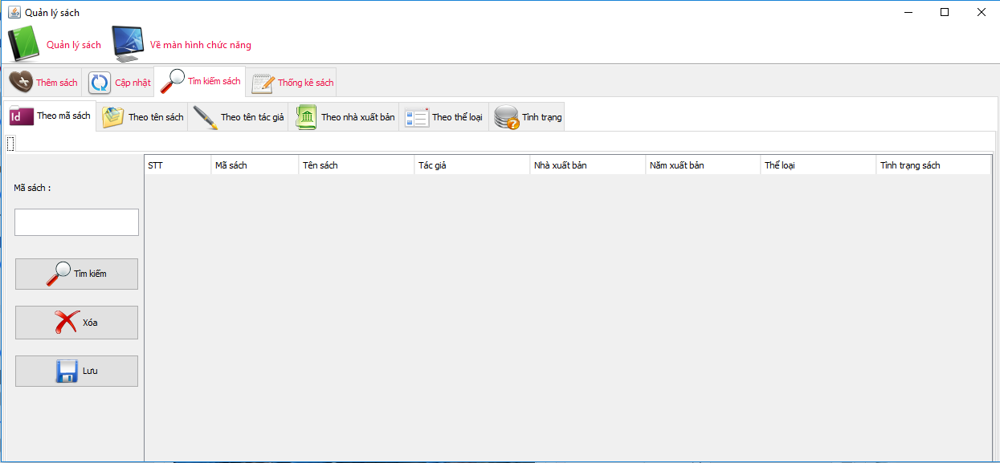 Quản lý sách
Quản lý sách Về màn hình chức năng
Thêm sách Cập nhật Tìm kiếm sách Thống kê sách
Id Theo mã sách Theo tên sách Theo tên tác giả Theo nhà xuất bản Theo thể loại Tình trạng
STT Mã sách Tên sách Tác giả Nhà xuất bản Năm xuất bản Thể loại Tình trạng sách
Mã sách :
Tìm kiếm
Xóa
Lưu